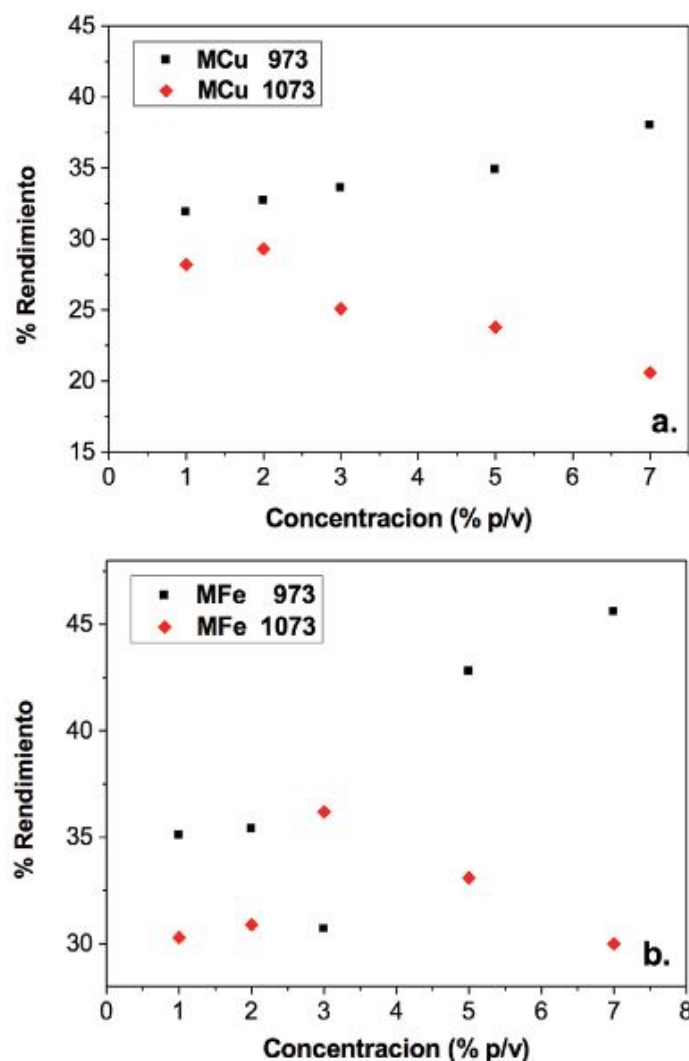 45
40
35
30
25
20
15
% Rendimiento
MCu 973
MCu 1073
a.
0 1 2 3 4 5 6 7
Concentracion (% p/v)
45
40
35
30
% Rendimiento
MFe 973
MFe 1073
b.
0 1 2 3 4 5 6 7 8
Concentracion (% p/v)